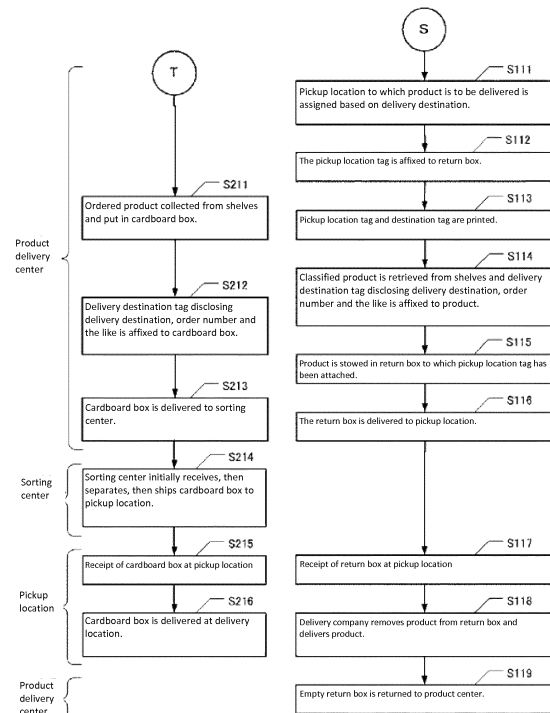 S
S111
Pickup location to which product is to be delivered is
assigned based on delivery destination.
S112
The pickup location tag is affixed to return box.
S113
Pickup location tag and destination tag are printed.
S114
Classified product is retrieved from shelves and delivery
destination tag disclosing delivery destination, order
number and the like is affixed to product.
S115
Product is stowed in return box to which pickup location tag has
been attached.
S116
The return box is delivered to pickup location.
S117
Receipt of return box at pickup location
S118
Delivery company removes product from return box and
delivers product.
S119
Empty return box is returned to product center.
T
Product
delivery
center
S211
Ordered product collected from shelves
and put in cardboard box.
S212
Delivery destination tag disclosing
delivery destination, order number and
the like is affixed to cardboard box.
S213
Cardboard box is delivered to sorting
center.
Sorting
center
S214
Sorting center initially receives, then
separates, then ships cardboard box to
pickup location.
Pickup
location
S215
Receipt of cardboard box at pickup location
S216
Cardboard box is delivered at delivery
location.
Product
delivery
center